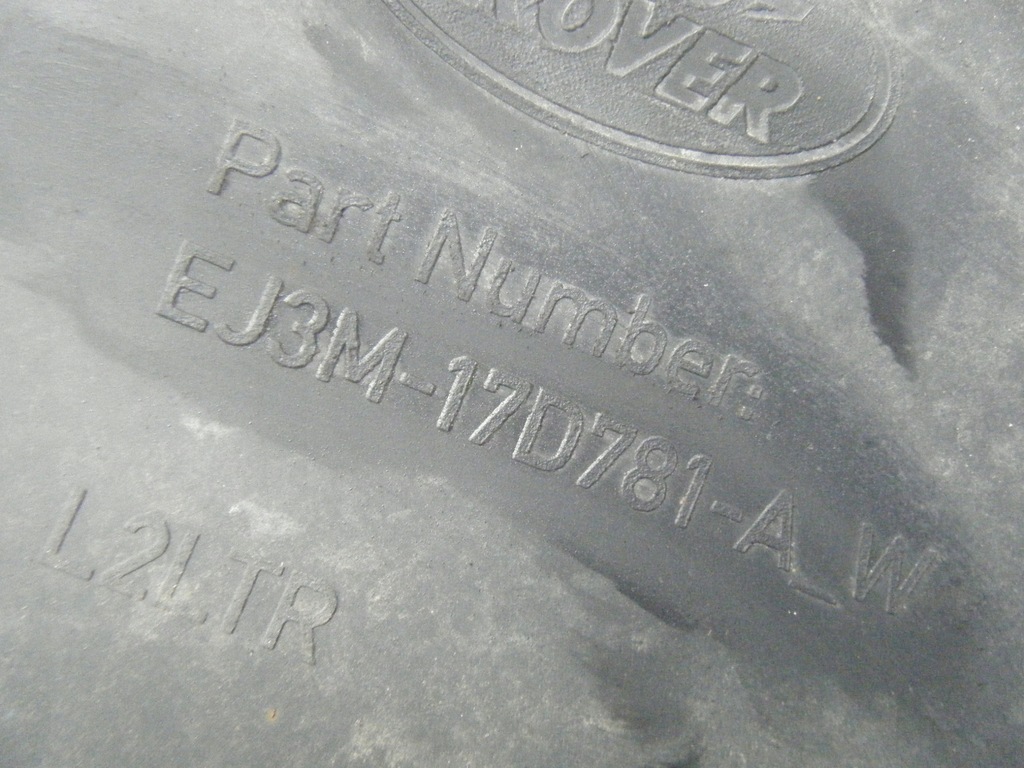 ROVER
Part Number:
EJ3M-17D781-A_W
L2LTR